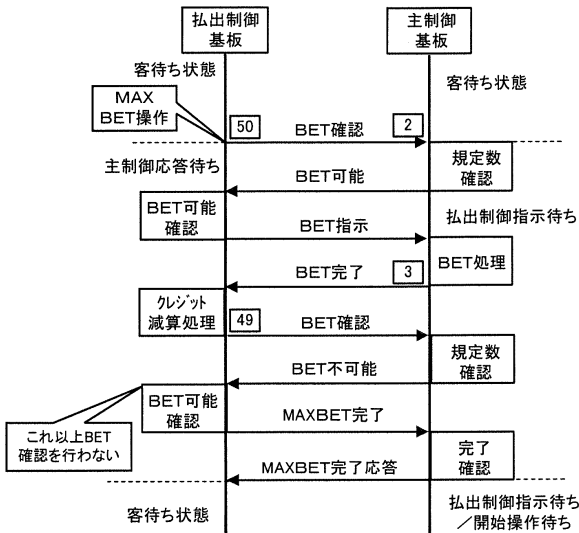 払出制御
基板
主制御
基板
客待ち状態
客待ち状態
MAX
BET操作
50
BET確認
2
主制御応答待ち
規定数
確認
BET可能
BET可能
確認
払出制御指示待ち
BET指示
BET処理
BET完了
3
クレジット
減算処理
49
BET確認
規定数
確認
BET不可能
BET可能
確認
MAXBET完了
これ以上BET
確認を行わない
完了
確認
MAXBET完了応答
客待ち状態
払出制御指示待ち
／開始操作待ち